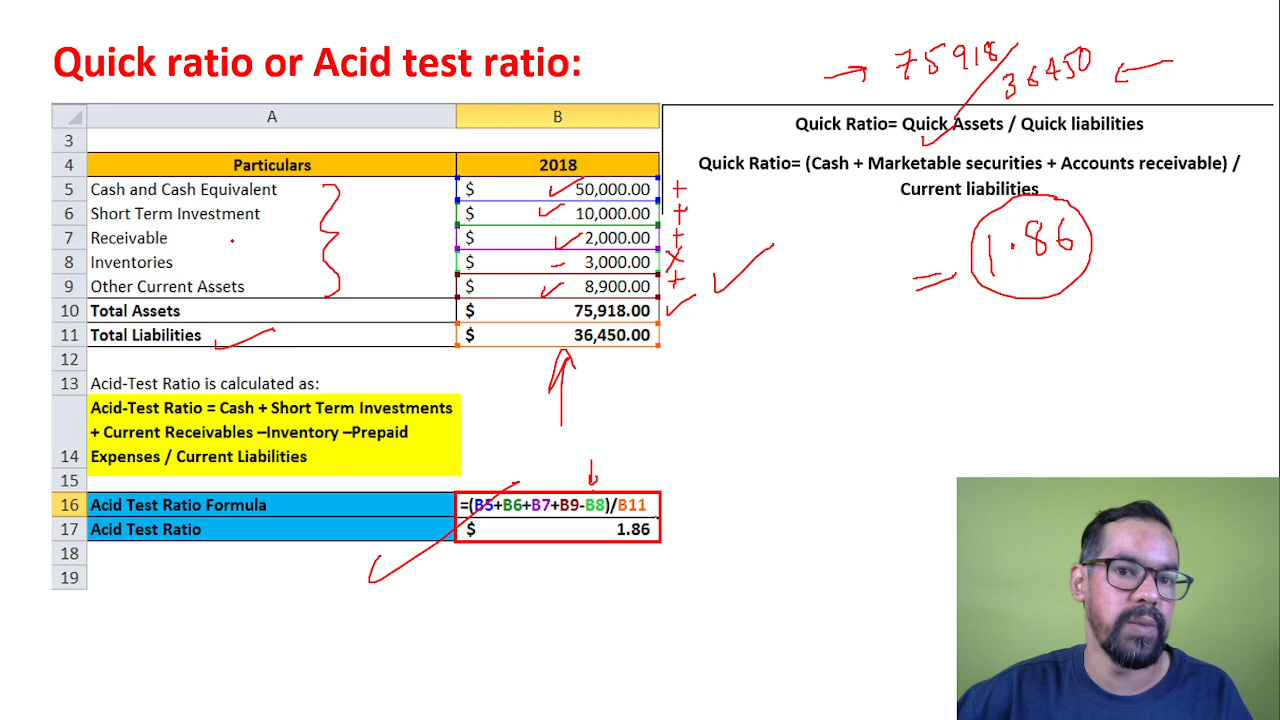 Quick ratio or Acid test ratio:
75918/36450
A B
3
4 Particulars 2018
5 Cash and Cash Equivalent $ 50,000.00 +
6 Short Term Investment $ 10,000.00 +
7 Receivable $ 2,000.00 +
8 Inventories $ 3,000.00 X
9 Other Current Assets $ 8,900.00 +
10 Total Assets $ 75,918.00
11 Total Liabilities $ 36,450.00
12
13 Acid-Test Ratio is calculated as:
Acid-Test Ratio = Cash + Short Term Investments
+ Current Receivables –Inventory –Prepaid
14 Expenses / Current Liabilities
15
16 Acid Test Ratio Formula =(B5+B6+B7+B9-B8)/B11
17 Acid Test Ratio $ 1.86
18
19
Quick Ratio= Quick Assets / Quick liabilities
Quick Ratio= (Cash + Marketable securities + Accounts receivable) /
Current liabilities
= 1.86